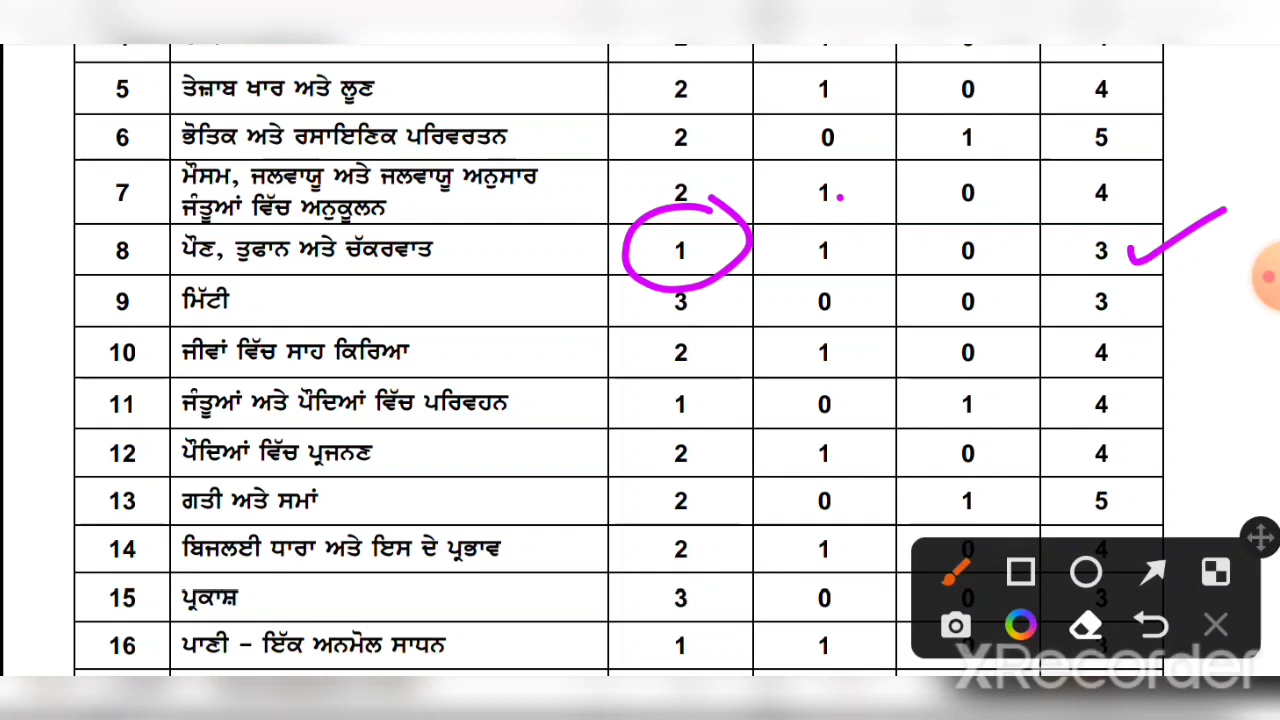 5 ਤੇਜ਼ਾਬ ਖਾਰ ਅਤੇ ਲੂਣ 2 1 0 4
6 ਭੌਤਿਕ ਅਤੇ ਰਸਾਇਣਿਕ ਪਰਿਵਰਤਨ 2 0 1 5
7 ਮੌਸਮ, ਜਲਵਾਯੂ ਅਤੇ ਜਲਵਾਯੂ ਅਨੁਸਾਰ
ਜੰਤੂਆਂ ਵਿੱਚ ਅਨੁਕੂਲਨ 2 1 0 4
8 ਪੌਣ, ਤੁਫਾਨ ਅਤੇ ਚੱਕਰਵਾਤ 1 1 0 3
9 ਮਿੱਟੀ 3 0 0 3
10 ਜੀਵਾਂ ਵਿੱਚ ਸਾਹ ਕਿਰਿਆ 2 1 0 4
11 ਜੰਤੂਆਂ ਅਤੇ ਪੌਦਿਆਂ ਵਿੱਚ ਪਰਿਵਹਨ 1 0 1 4
12 ਪੌਦਿਆਂ ਵਿੱਚ ਪ੍ਰਜਨਣ 2 1 0 4
13 ਗਤੀ ਅਤੇ ਸਮਾਂ 2 0 1 5
14 ਬਿਜਲਈ ਧਾਰਾ ਅਤੇ ਇਸ ਦੇ ਪ੍ਰਭਾਵ 2 1 0 4
15 ਪ੍ਰਕਾਸ਼ 3 0 0 3
16 ਪਾਣੀ – ਇੱਕ ਅਨਮੋਲ ਸਾਧਨ 1 1 0 3
XRecorder